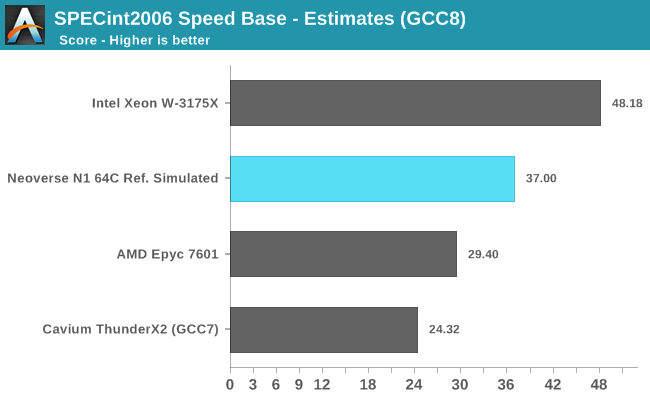 SPECint2006 Speed Base - Estimates (GCC8)
Score - Higher is better
Intel Xeon W-3175X 48.18
Neoverse N1 64C Ref. Simulated 37.00
AMD Epyc 7601 29.40
Cavium ThunderX2 (GCC7) 24.32
0 3 6 9 12 18 24 30 36 42 48